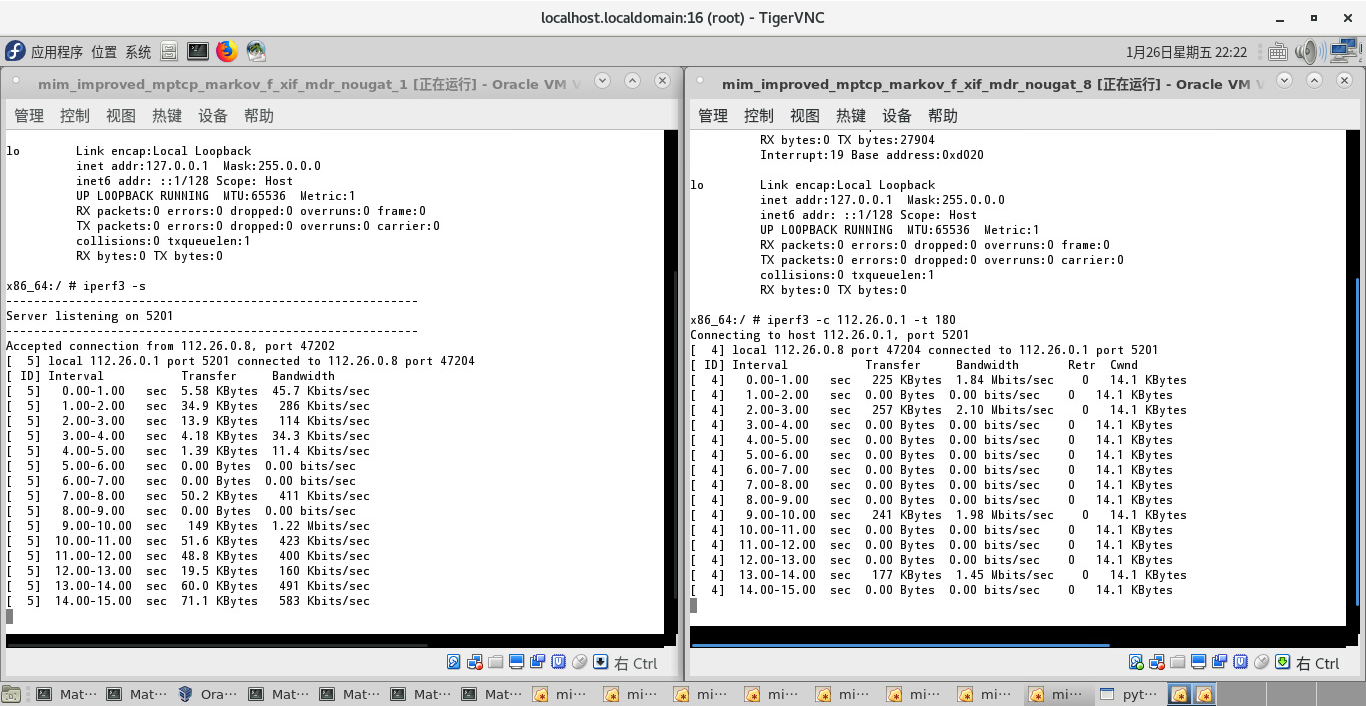 localhost.localdomain:16 (root) - TigerVNC
应用程序 位置 系统
1月26日星期五 22:22
mim_improved_mptcp_markov_f_xif_mdr_nougat_1 [正在运行] - Oracle VM V
管理 控制 视图 热键 设备 帮助
lo Link encap:Local Loopback
inet addr:127.0.0.1 Mask:255.0.0.0
inet6 addr: ::1/128 Scope: Host
UP LOOPBACK RUNNING MTU:65536 Metric:1
RX packets:0 errors:0 dropped:0 overruns:0 frame:0
TX packets:0 errors:0 dropped:0 overruns:0 carrier:0
collisions:0 txqueuelen:1
RX bytes:0 TX bytes:0
x86_64:/ # iperf3 -s
-----------------------------------------------------------
Server listening on 5201
-----------------------------------------------------------
Accepted connection from 112.26.0.8, port 47202
[ 5] local 112.26.0.1 port 5201 connected to 112.26.0.8 port 47204
[ ID] Interval Transfer Bandwidth
[ 5] 0.00-1.00 sec 5.58 KBytes 45.7 Kbits/sec
[ 5] 1.00-2.00 sec 34.9 KBytes 286 Kbits/sec
[ 5] 2.00-3.00 sec 13.9 KBytes 114 Kbits/sec
[ 5] 3.00-4.00 sec 4.18 KBytes 34.3 Kbits/sec
[ 5] 4.00-5.00 sec 1.39 KBytes 11.4 Kbits/sec
[ 5] 5.00-6.00 sec 0.00 Bytes 0.00 bits/sec
[ 5] 6.00-7.00 sec 0.00 Bytes 0.00 bits/sec
[ 5] 7.00-8.00 sec 50.2 KBytes 411 Kbits/sec
[ 5] 8.00-9.00 sec 0.00 Bytes 0.00 bits/sec
[ 5] 9.00-10.00 sec 149 KBytes 1.22 Mbits/sec
[ 5] 10.00-11.00 sec 51.6 KBytes 423 Kbits/sec
[ 5] 11.00-12.00 sec 48.8 KBytes 400 Kbits/sec
[ 5] 12.00-13.00 sec 19.5 KBytes 160 Kbits/sec
[ 5] 13.00-14.00 sec 60.0 KBytes 491 Kbits/sec
[ 5] 14.00-15.00 sec 71.1 KBytes 583 Kbits/sec
右 Ctrl
mim_improved_mptcp_markov_f_xif_mdr_nougat_8 [正在运行] - Oracle VM V
管理 控制 视图 热键 设备 帮助
RX bytes:0 TX bytes:27904
Interrupt:19 Base address:0xd020
lo Link encap:Local Loopback
inet addr:127.0.0.1 Mask:255.0.0.0
inet6 addr: ::1/128 Scope: Host
UP LOOPBACK RUNNING MTU:65536 Metric:1
RX packets:0 errors:0 dropped:0 overruns:0 frame:0
TX packets:0 errors:0 dropped:0 overruns:0 carrier:0
collisions:0 txqueuelen:1
RX bytes:0 TX bytes:0
x86_64:/ # iperf3 -c 112.26.0.1 -t 180
Connecting to host 112.26.0.1, port 5201
[ 4] local 112.26.0.8 port 47204 connected to 112.26.0.1 port 5201
[ ID] Interval Transfer Bandwidth Retr Cwnd
[ 4] 0.00-1.00 sec 225 KBytes 1.84 Mbits/sec 0 14.1 KBytes
[ 4] 1.00-2.00 sec 0.00 Bytes 0.00 bits/sec 0 14.1 KBytes
[ 4] 2.00-3.00 sec 257 KBytes 2.10 Mbits/sec 0 14.1 KBytes
[ 4] 3.00-4.00 sec 0.00 Bytes 0.00 bits/sec 0 14.1 KBytes
[ 4] 4.00-5.00 sec 0.00 Bytes 0.00 bits/sec 0 14.1 KBytes
[ 4] 5.00-6.00 sec 0.00 Bytes 0.00 bits/sec 0 14.1 KBytes
[ 4] 6.00-7.00 sec 0.00 Bytes 0.00 bits/sec 0 14.1 KBytes
[ 4] 7.00-8.00 sec 0.00 Bytes 0.00 bits/sec 0 14.1 KBytes
[ 4] 8.00-9.00 sec 0.00 Bytes 0.00 bits/sec 0 14.1 KBytes
[ 4] 9.00-10.00 sec 241 KBytes 1.98 Mbits/sec 0 14.1 KBytes
[ 4] 10.00-11.00 sec 0.00 Bytes 0.00 bits/sec 0 14.1 KBytes
[ 4] 11.00-12.00 sec 0.00 Bytes 0.00 bits/sec 0 14.1 KBytes
[ 4] 12.00-13.00 sec 0.00 Bytes 0.00 bits/sec 0 14.1 KBytes
[ 4] 13.00-14.00 sec 177 KBytes 1.45 Mbits/sec 0 14.1 KBytes
[ 4] 14.00-15.00 sec 0.00 Bytes 0.00 bits/sec 0 14.1 KBytes
右 Ctrl
Mat··· Mat··· Ora··· Mat··· Mat··· Mat··· Mat··· mi··· mi··· mi··· mi··· mi··· mi··· mi··· mi··· pyt···